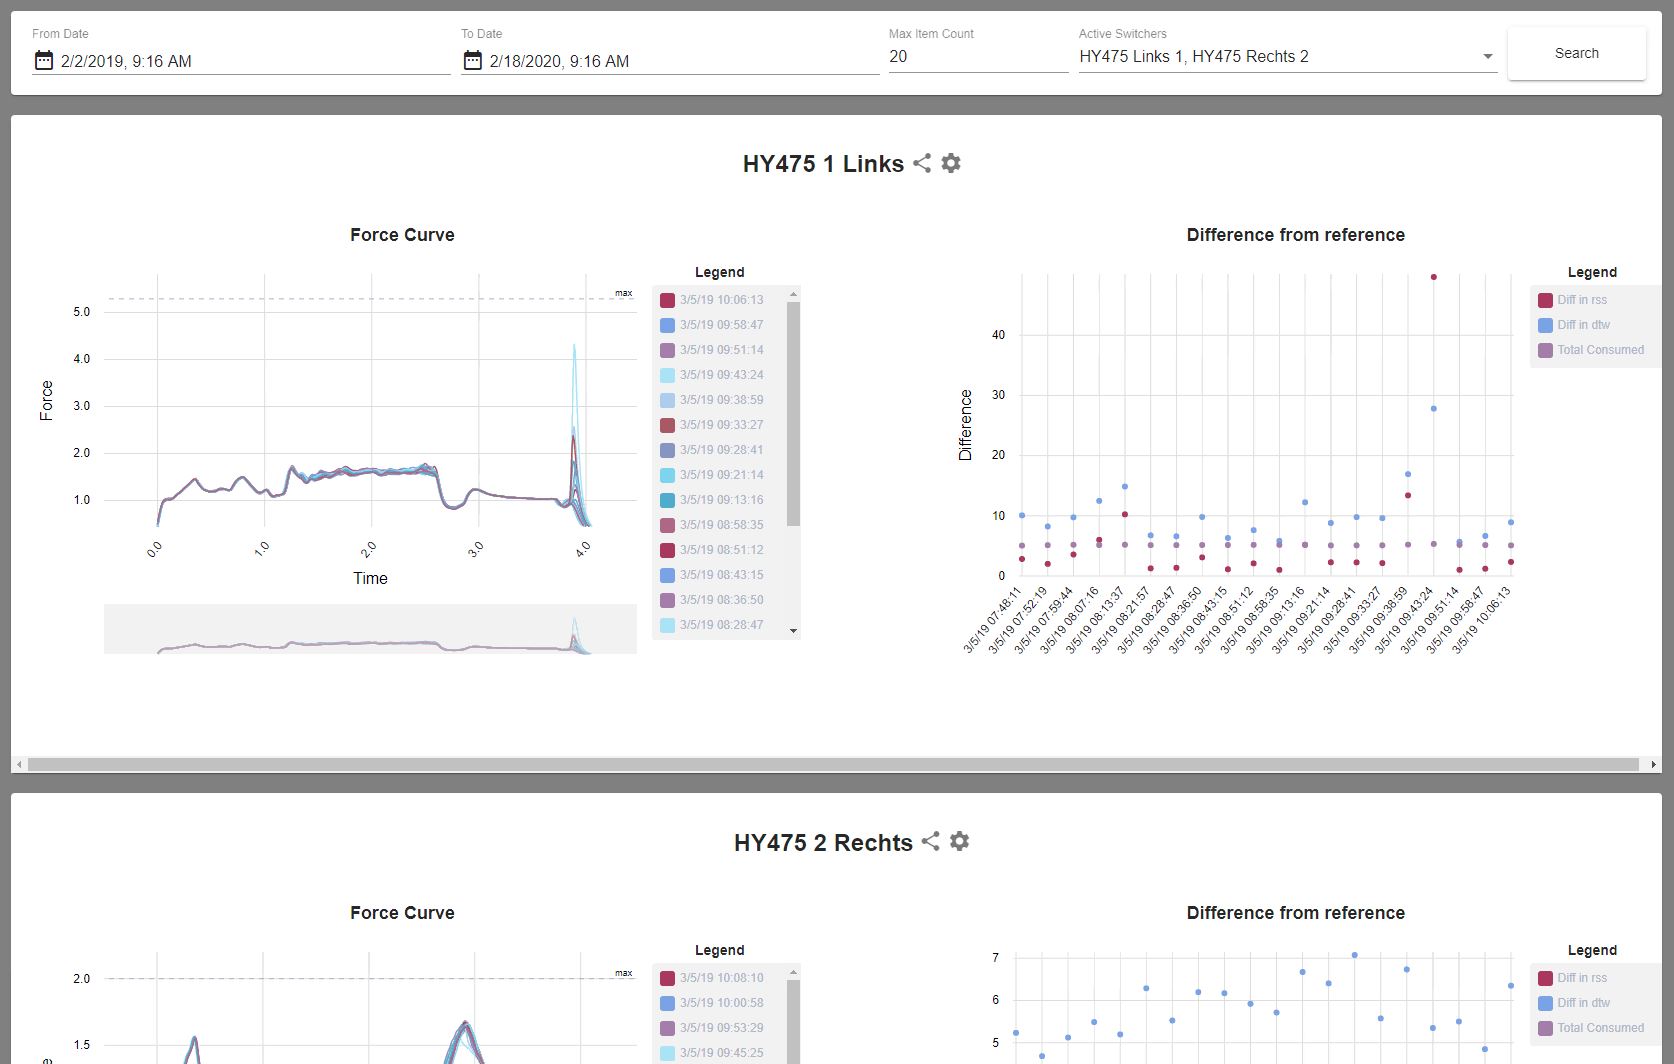 From Date
To Date
Max Item Count
Active Switchers
2/2/2019, 9:16 AM
2/18/2020, 9:16 AM
20
HY475 Links 1, HY475 Rechts 2
Search
HY475 1 Links
Force Curve
max
5.0
4.0
3.0
2.0
1.0
Force
0.0
1.0
2.0
3.0
4.0
Time
Legend
3/5/19 10:06:13
3/5/19 09:58:47
3/5/19 09:51:14
3/5/19 09:43:24
3/5/19 09:38:59
3/5/19 09:33:27
3/5/19 09:28:41
3/5/19 09:21:14
3/5/19 09:13:16
3/5/19 08:58:35
3/5/19 08:51:12
3/5/19 08:43:15
3/5/19 08:36:50
3/5/19 08:28:47
Difference from reference
40
30
20
10
0
Difference
3/5/19 07:48:11
3/5/19 07:52:19
3/5/19 07:59:44
3/5/19 08:07:16
3/5/19 08:13:37
3/5/19 08:21:57
3/5/19 08:28:47
3/5/19 08:36:50
3/5/19 08:43:15
3/5/19 08:51:12
3/5/19 08:58:35
3/5/19 09:13:16
3/5/19 09:21:14
3/5/19 09:28:41
3/5/19 09:33:27
3/5/19 09:38:59
3/5/19 09:43:24
3/5/19 09:51:14
3/5/19 09:58:47
3/5/19 10:06:13
Legend
Diff in rss
Diff in dtw
Total Consumed
HY475 2 Rechts
Force Curve
max
2.0
1.5
Legend
3/5/19 10:08:10
3/5/19 10:00:58
3/5/19 09:53:29
3/5/19 09:45:25
Difference from reference
7
6
5
Legend
Diff in rss
Diff in dtw
Total Consumed